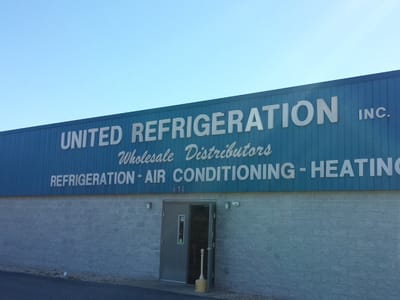 UNITED REFRIGERATION INC.
Wholesale Distributors
REFRIGERATION - AIR CONDITIONING - HEATING